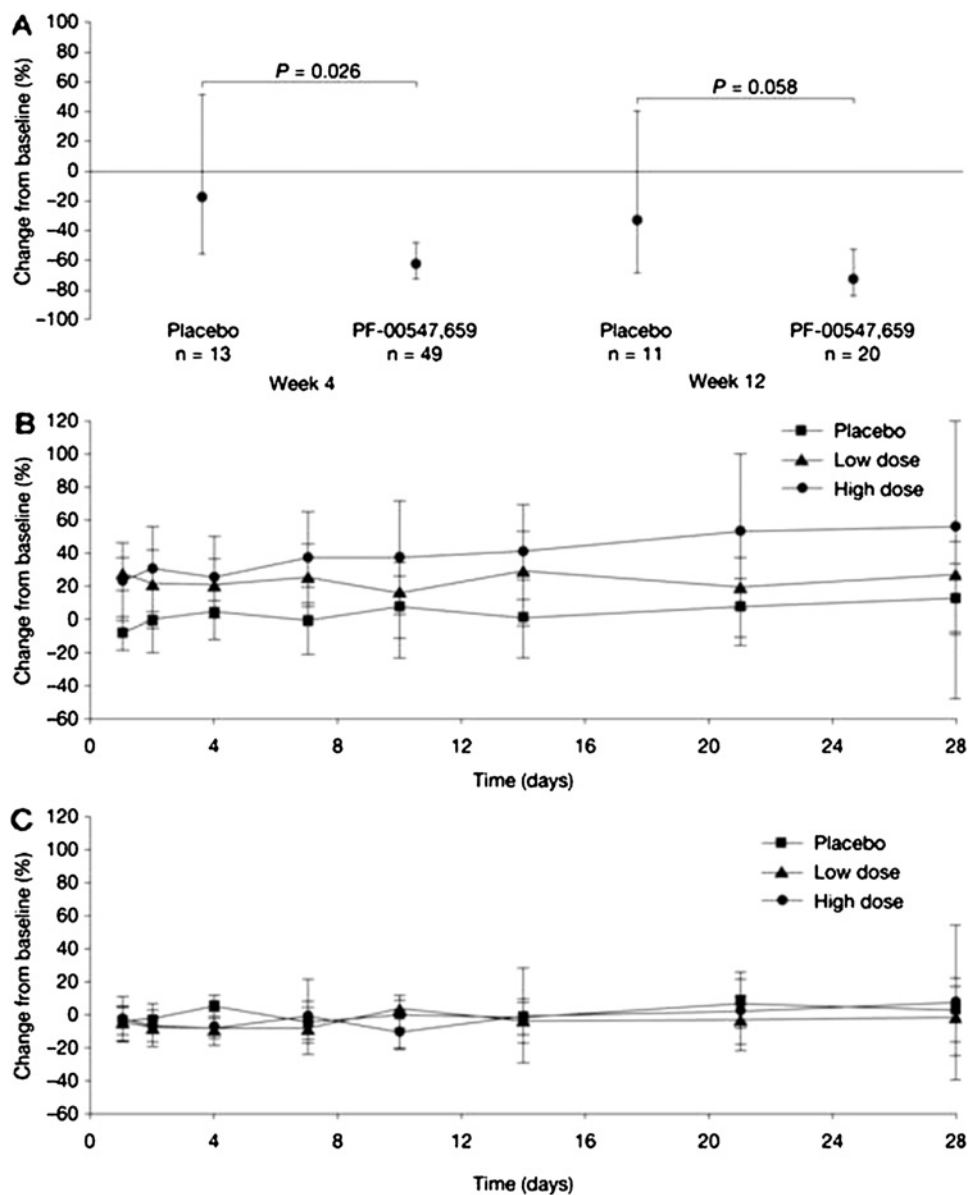 A
Change from baseline (%)
100
80
60
40
20
0
−20
−40
−60
−80
−100
P = 0.026
P = 0.058
Placebo PF-00547,659 Placebo PF-00547,659
n = 13 n = 49 n = 11 n = 20
Week 4 Week 12
B
Change from baseline (%)
120
100
80
60
40
20
0
−20
−40
−60
Placebo
Low dose
High dose
0 4 8 12 16 20 24 28
Time (days)
C
Change from baseline (%)
120
100
80
60
40
20
0
−20
−40
−60
Placebo
Low dose
High dose
0 4 8 12 16 20 24 28
Time (days)